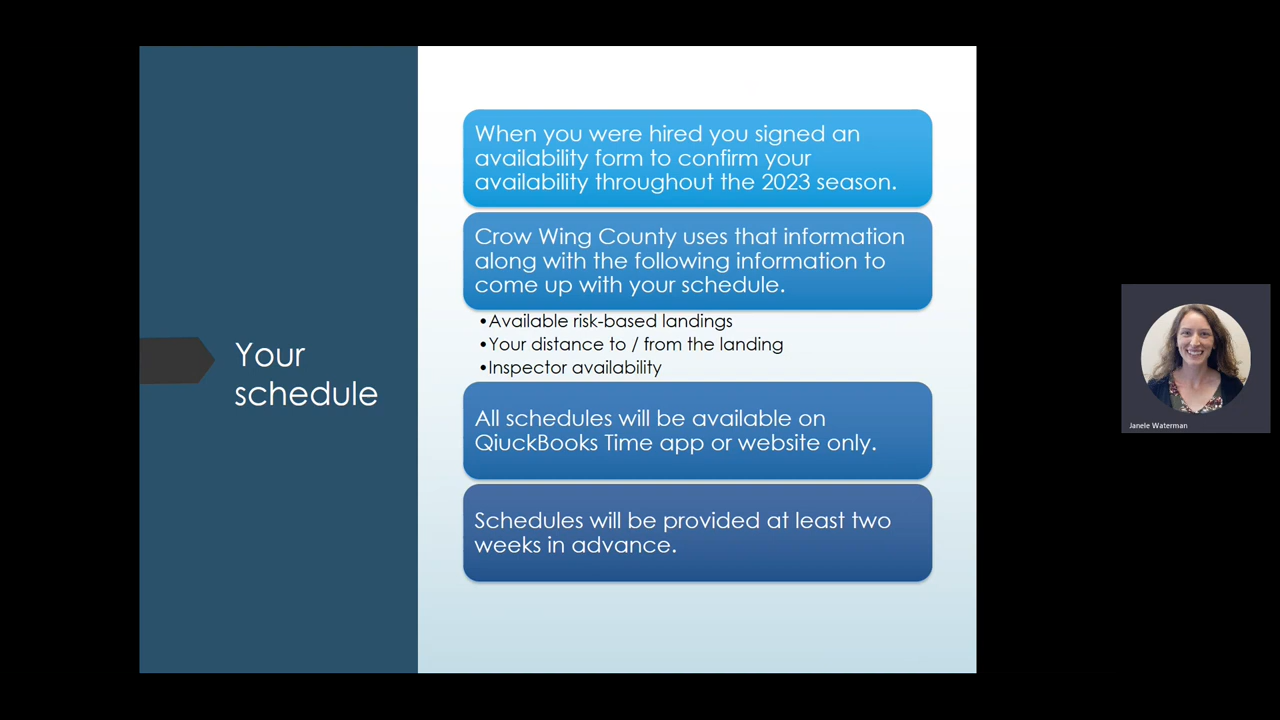 Your
schedule
When you were hired you signed an
availability form to confirm your
availability throughout the 2023 season.
Crow Wing County uses that information
along with the following information to
come up with your schedule.
•Available risk-based landings
•Your distance to / from the landing
•Inspector availability
All schedules will be available on
QiuckBooks Time app or website only.
Schedules will be provided at least two
weeks in advance.
Janele Waterman